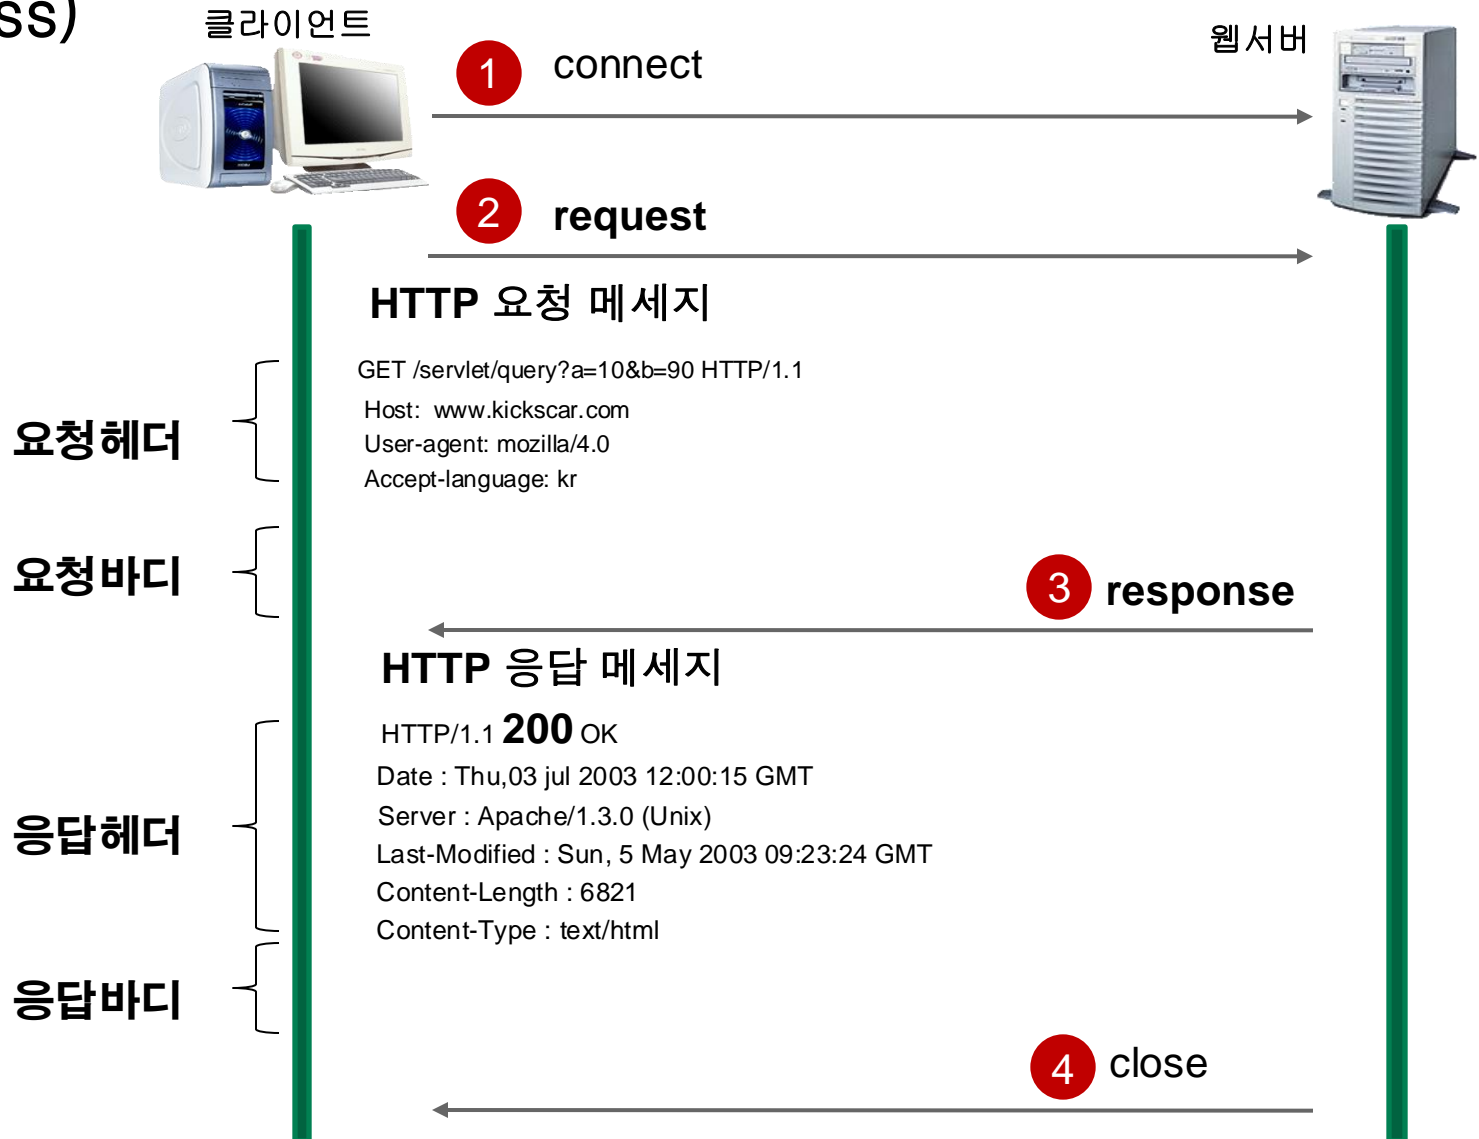 ss)
클라이언트
웹서버
1 connect
2 request
HTTP 요청 메세지
GET /servlet/query?a=10&b=90 HTTP/1.1
Host: www.kickscar.com
User-agent: mozilla/4.0
Accept-language: kr
요청헤더
요청바디
3 response
HTTP 응답 메세지
HTTP/1.1 200 OK
Date : Thu,03 jul 2003 12:00:15 GMT
Server : Apache/1.3.0 (Unix)
Last-Modified : Sun, 5 May 2003 09:23:24 GMT
Content-Length : 6821
Content-Type : text/html
응답헤더
응답바디
4 close